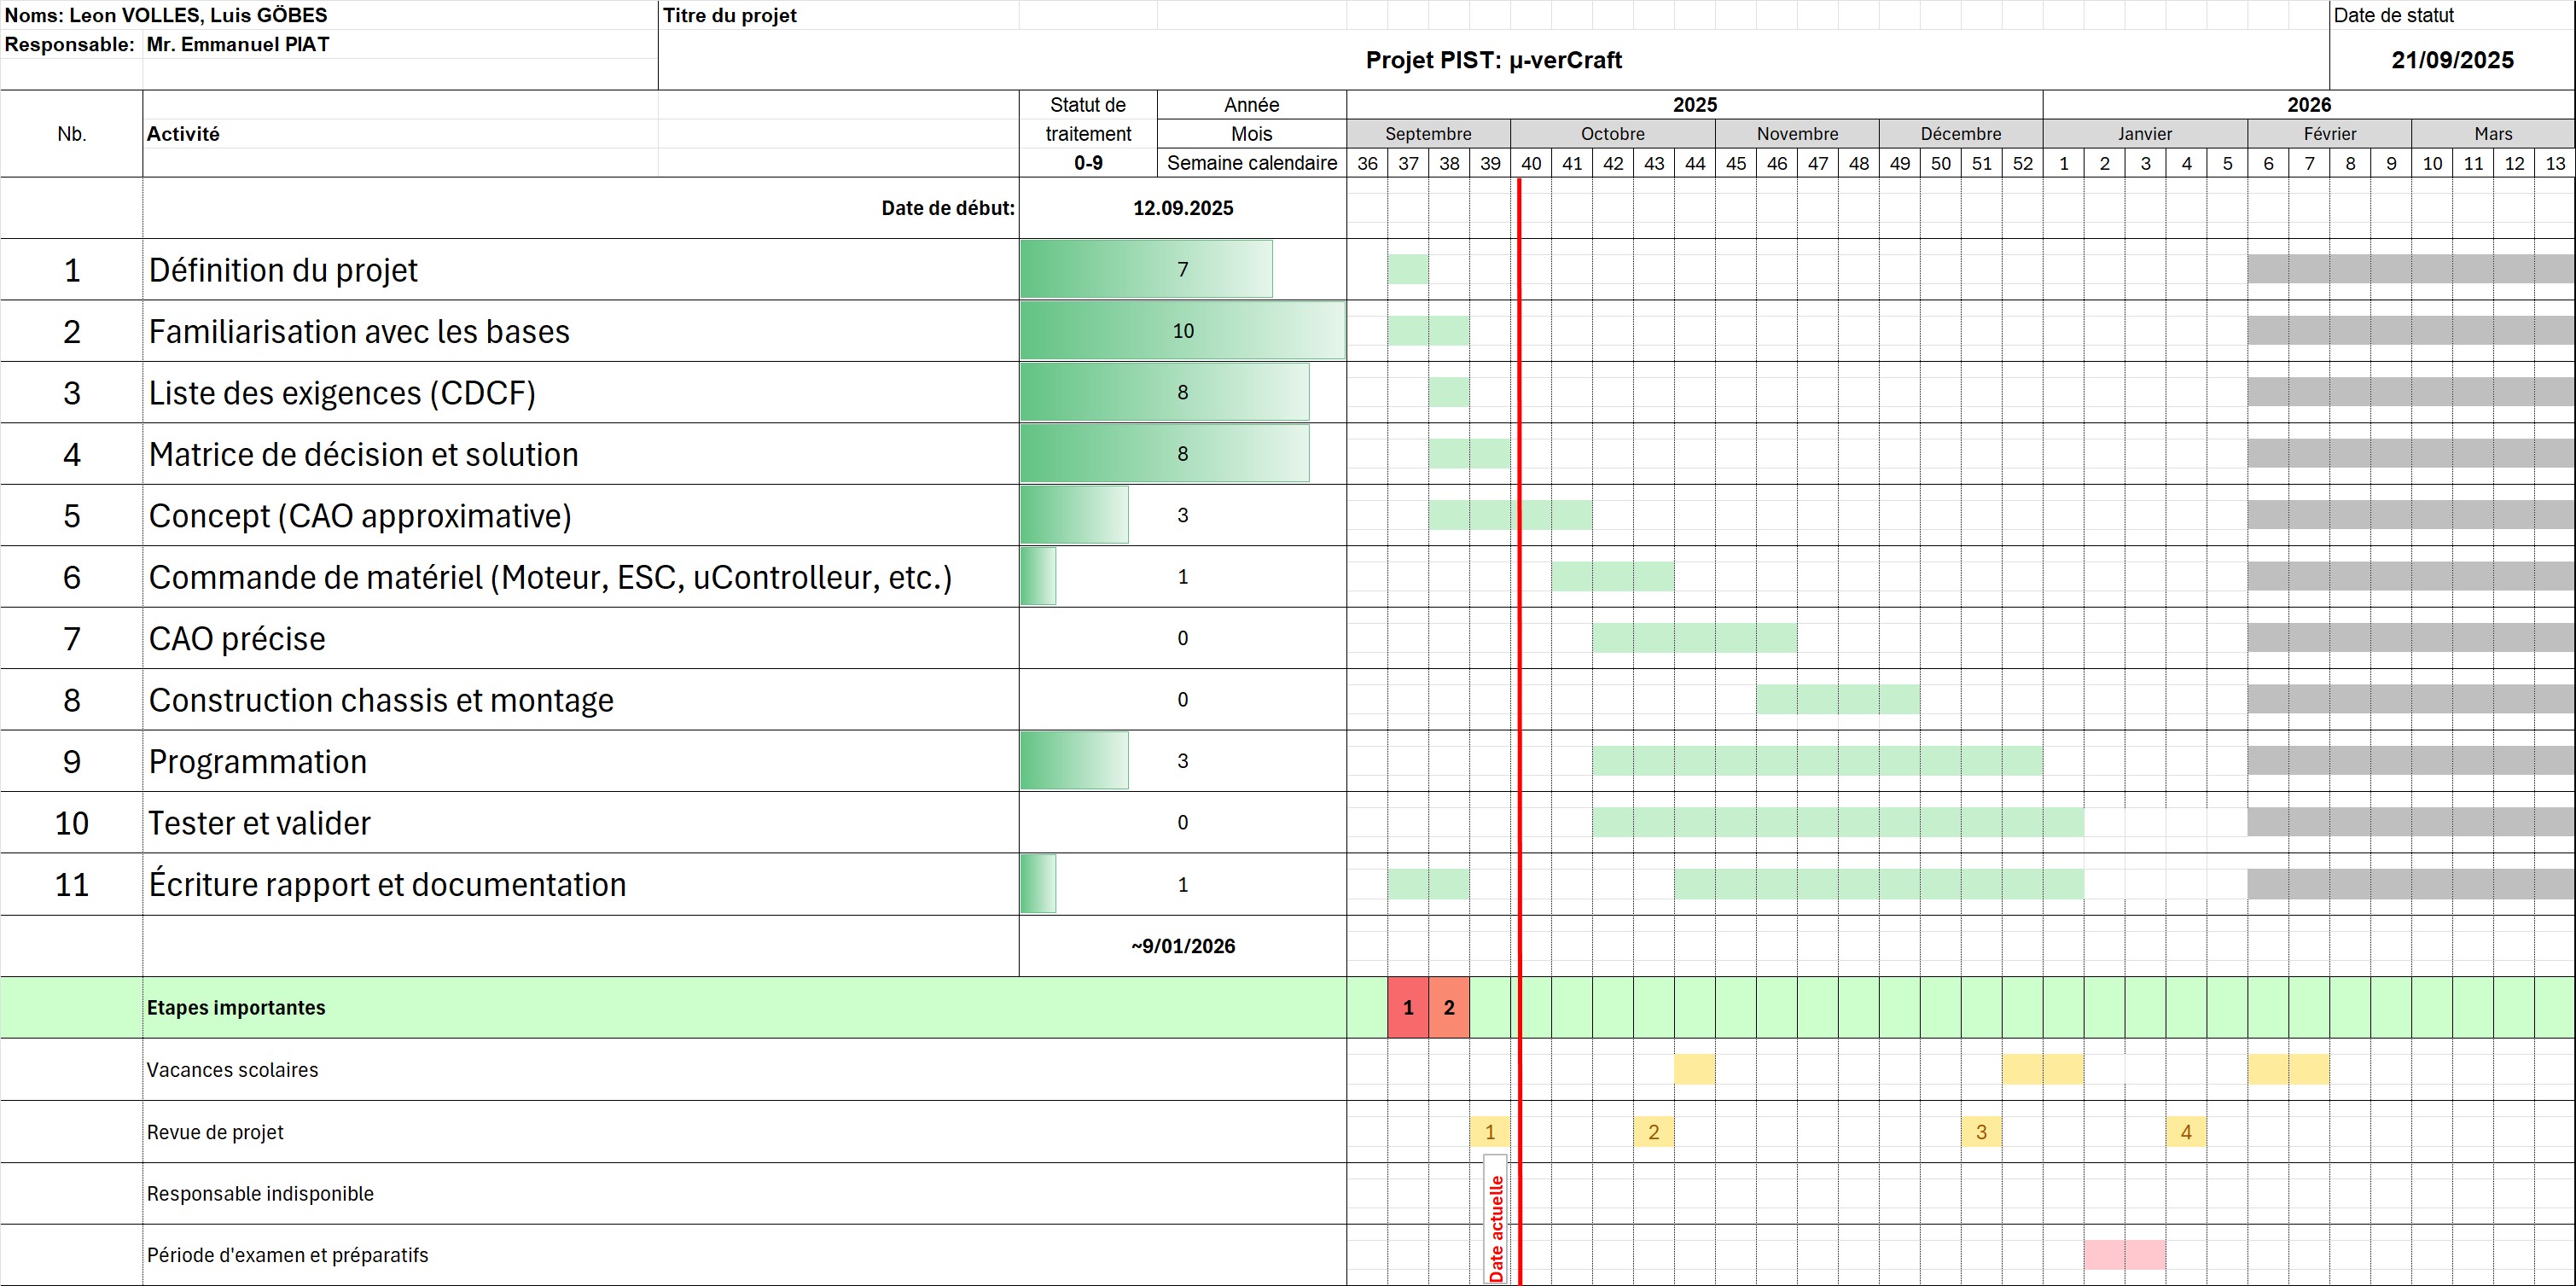 Noms: Leon VOLLES, Luis GÖBES
Titre du projet
Date de statut
Responsable: Mr. Emmanuel PIAT
Projet PIST: µ-verCraft
21/09/2025
Nb.
Activité
Statut de traitement
0-9
Année
Mois
Semaine calendaire
2025 2026
Septembre Octobre Novembre Décembre Janvier Février Mars
36 37 38 39 40 41 42 43 44 45 46 47 48 49 50 51 52 1 2 3 4 5 6 7 8 9 10 11 12 13
Date de début: 12.09.2025
1 Définition du projet 7
2 Familiarisation avec les bases 10
3 Liste des exigences (CDCF) 8
4 Matrice de décision et solution 8
5 Concept (CAO approximative) 3
6 Commande de matériel (Moteur, ESC, uControlleur, etc.) 1
7 CAO précise 0
8 Construction chassis et montage 0
9 Programmation 3
10 Tester et valider 0
11 Écriture rapport et documentation 1
~9/01/2026
Etapes importantes 1 2
Vacances scolaires
Revue de projet 1 2 3 4
Responsable indisponible
Période d'examen et préparatifs
Date actuelle